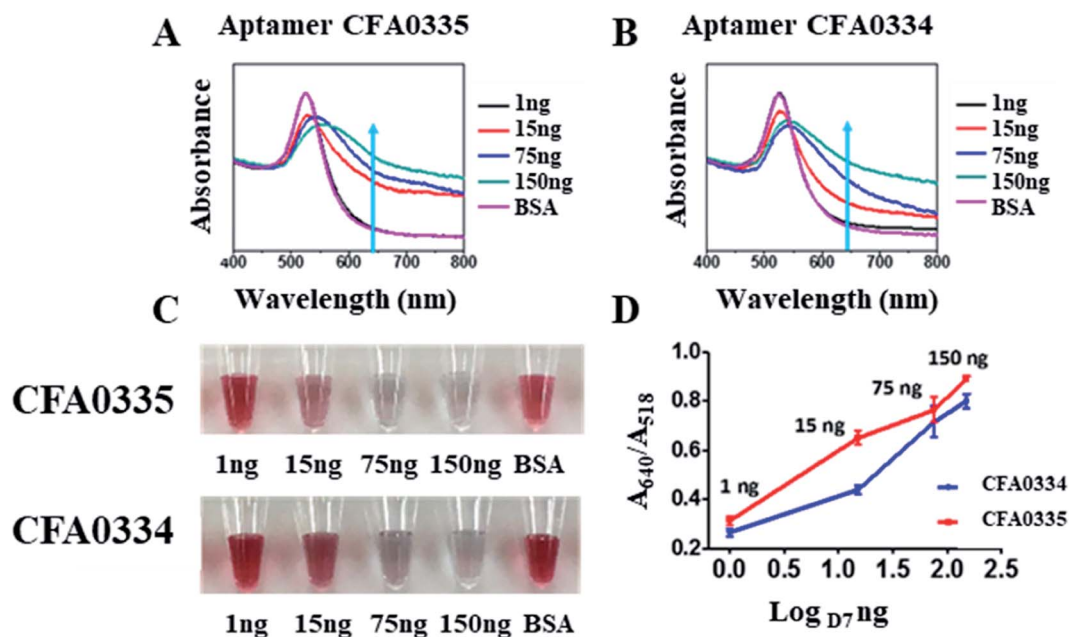 A Aptamer CFA0335
Absorbance
1ng
15ng
75ng
150ng
BSA
400 500 600 700 800
Wavelength (nm)
B Aptamer CFA0334
Absorbance
1ng
15ng
75ng
150ng
BSA
400 500 600 700 800
Wavelength (nm)
C
CFA0335
1ng 15ng 75ng 150ng BSA
CFA0334
1ng 15ng 75ng 150ng BSA
D
A640/A518
1.0
0.8
0.6
0.4
0.2
150 ng
75 ng
15 ng
1 ng
CFA0334
CFA0335
0.0 0.5 1.0 1.5 2.0 2.5
Log D7 ng